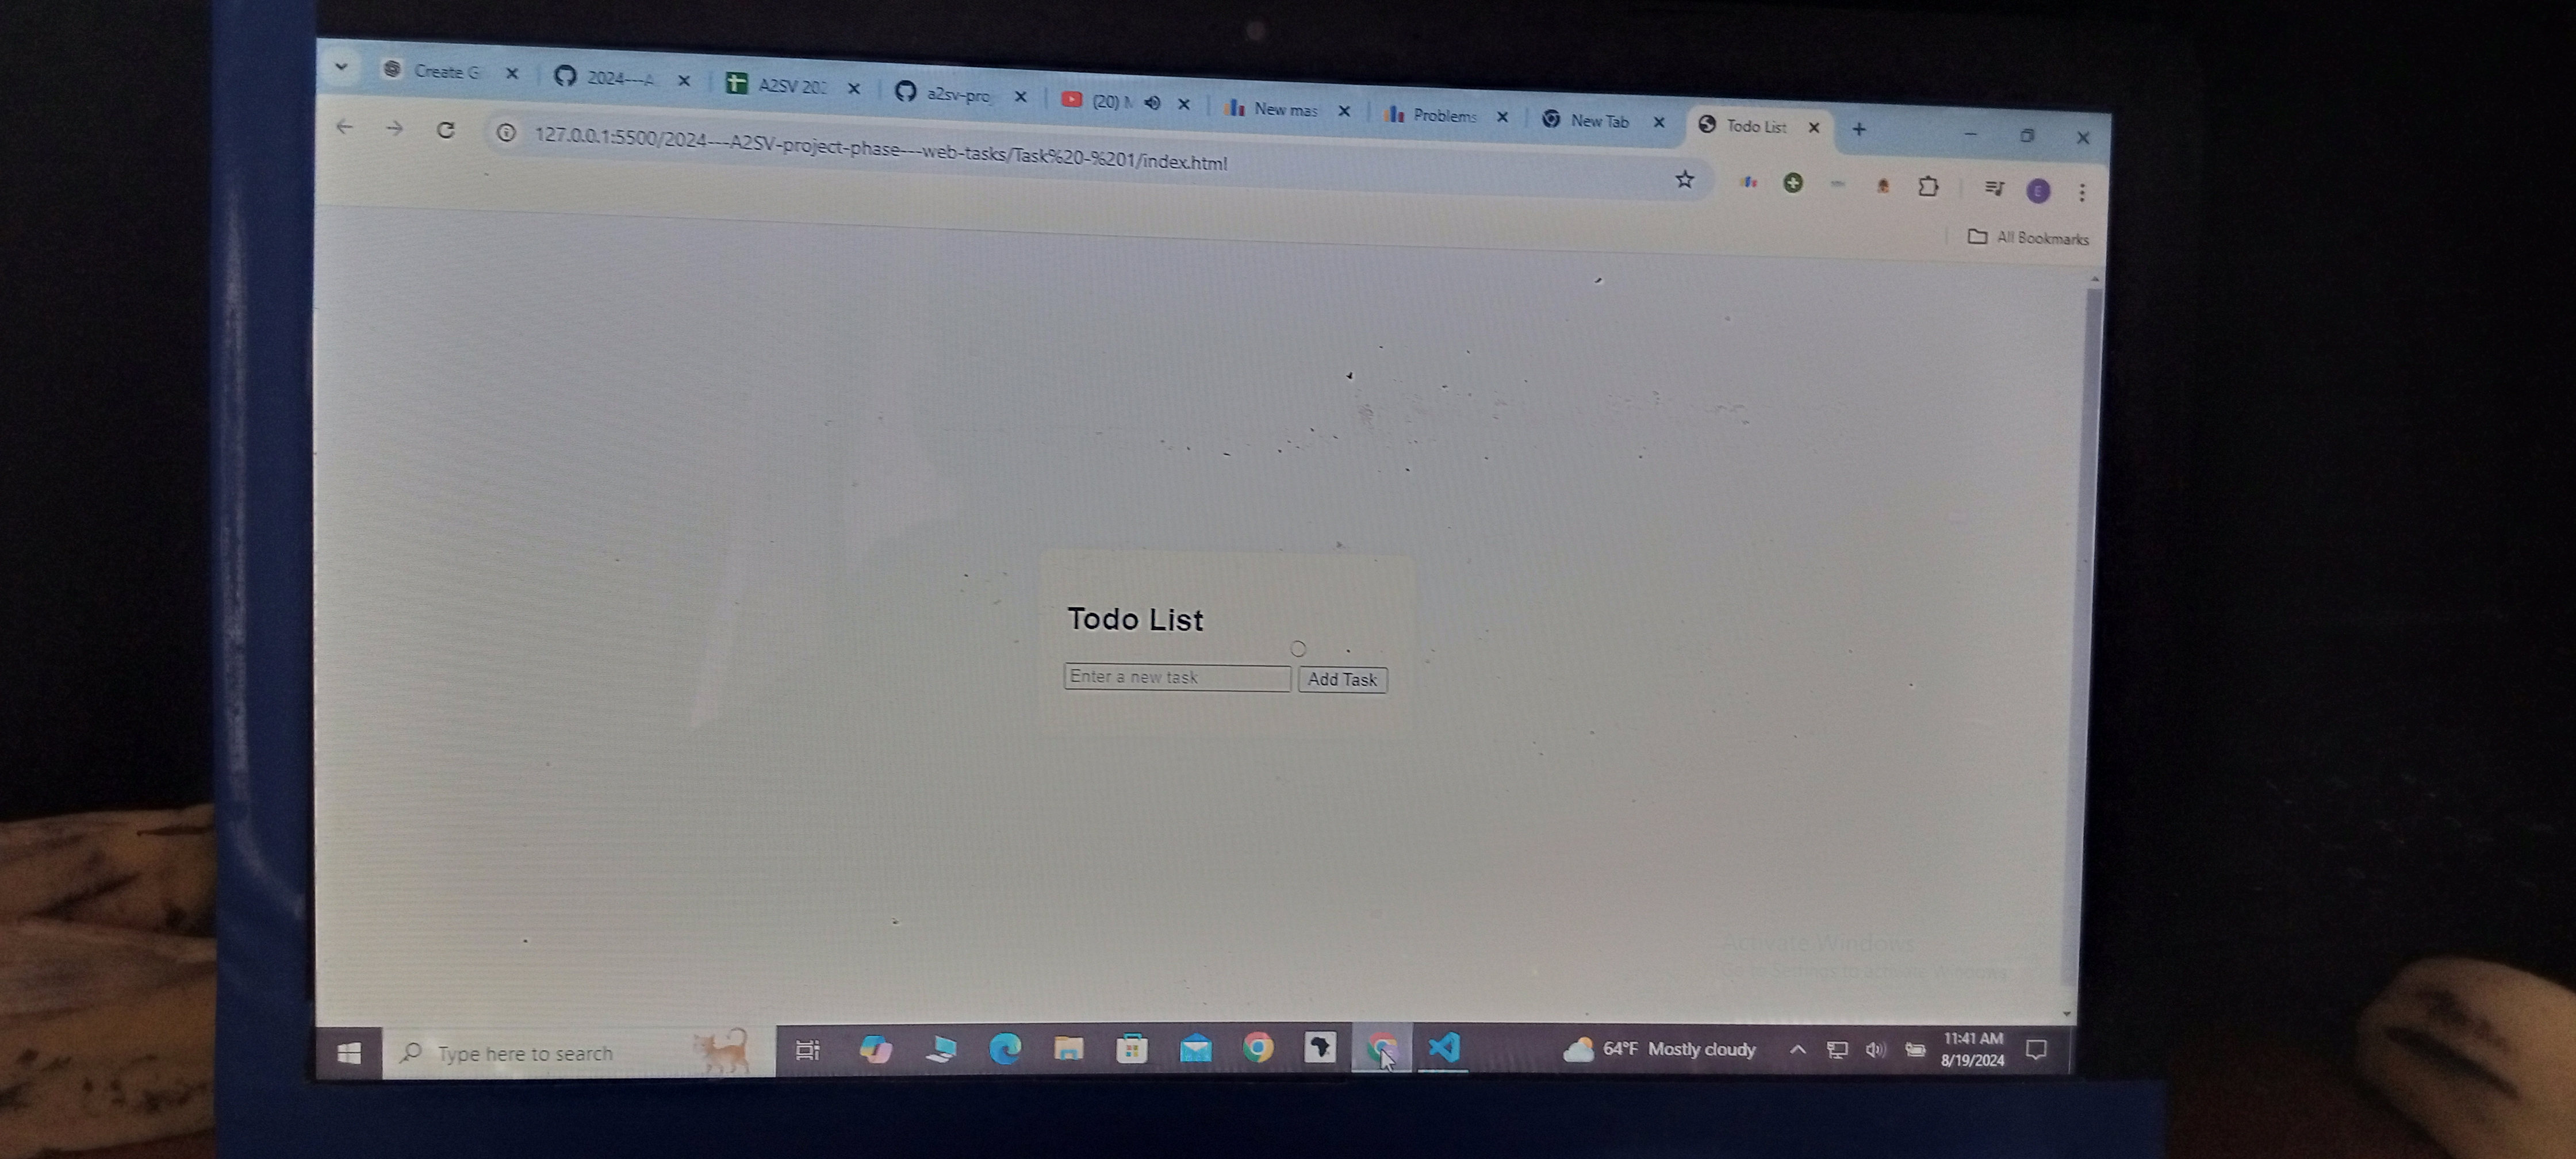 Create G
2024---A
A2SV 202
a2sv-pro
(20) M
New mas
Problems
New Tab
Todo List
127.0.0.1:5500/2024---A2SV-project-phase---web-tasks/Task%20-%201/index.html
E
All Bookmarks
Todo List
Enter a new task
Add Task
Activate Windows
Go to Settings to activate Windows.
Type here to search
64°F Mostly cloudy
11:41 AM
8/19/2024